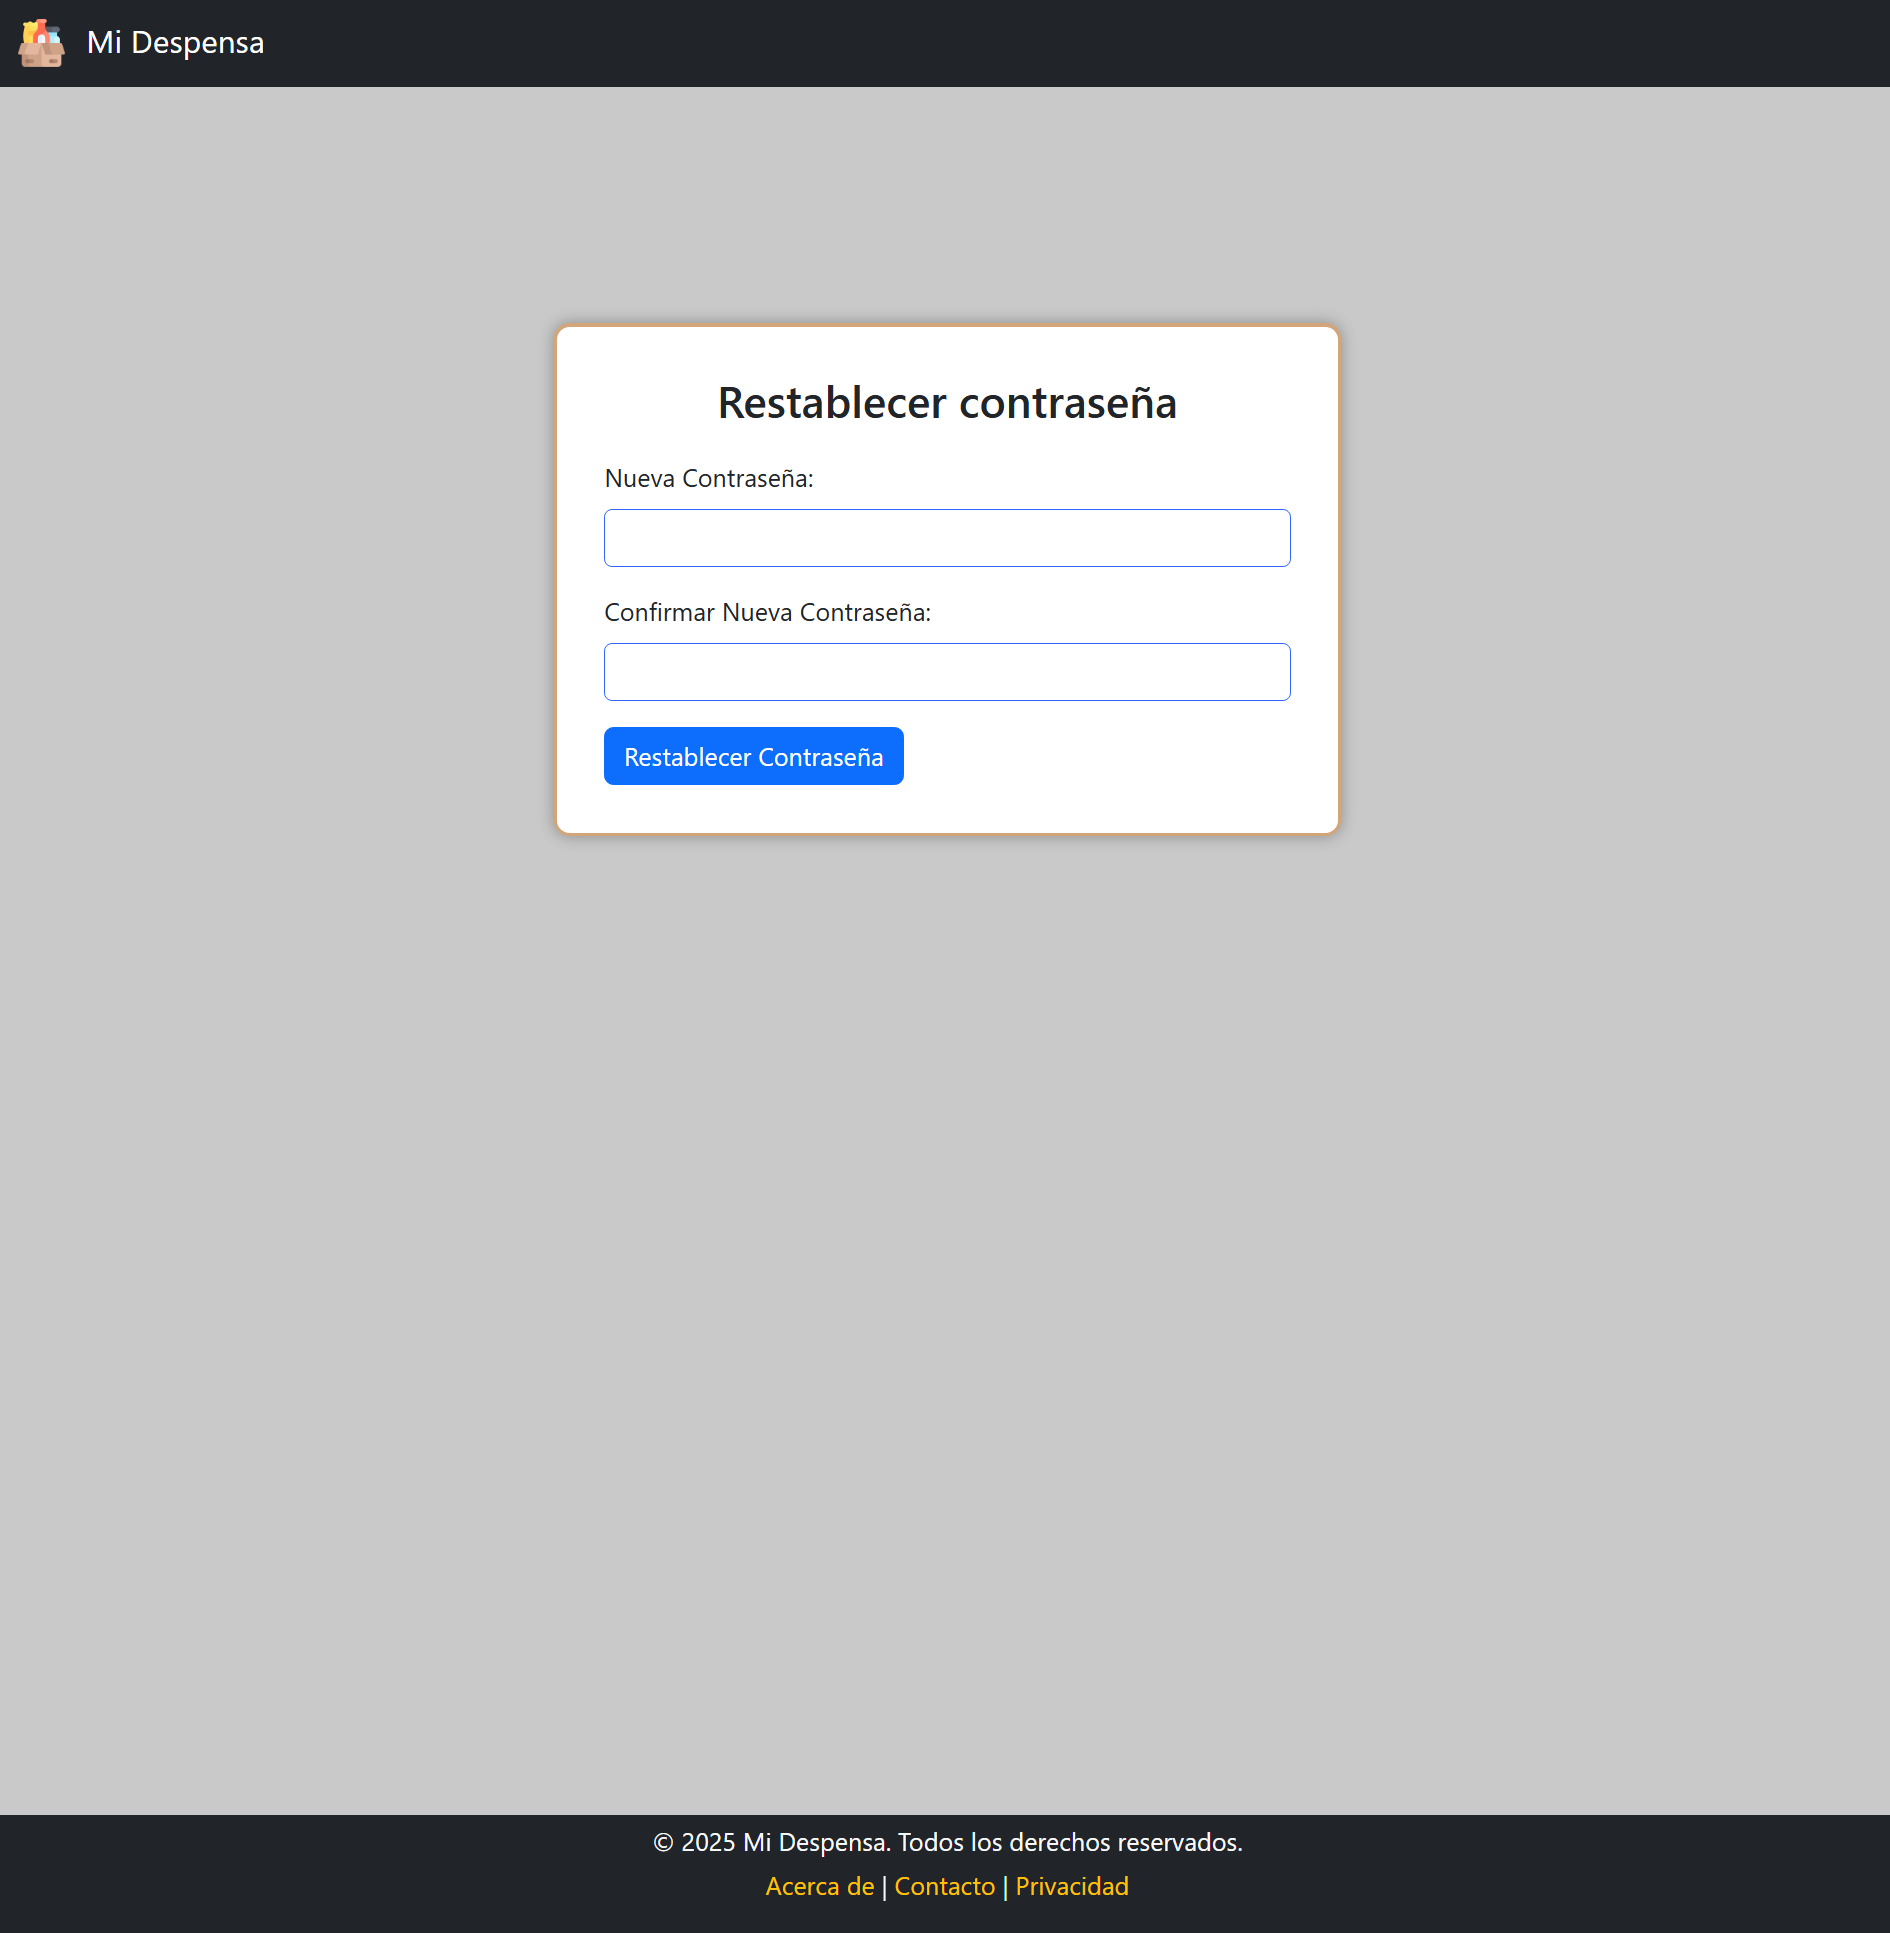 Mi Despensa
Restablecer contraseña
Nueva Contraseña:
Confirmar Nueva Contraseña:
Restablecer Contraseña
© 2025 Mi Despensa. Todos los derechos reservados.
Acerca de | Contacto | Privacidad